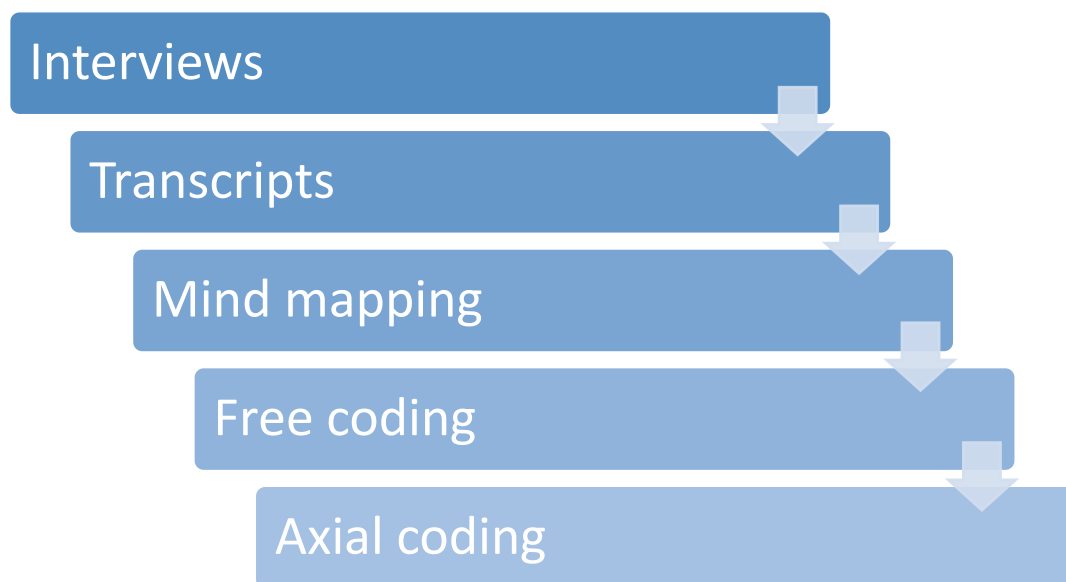 Interviews
Transcripts
Mind mapping
Free coding
Axial coding